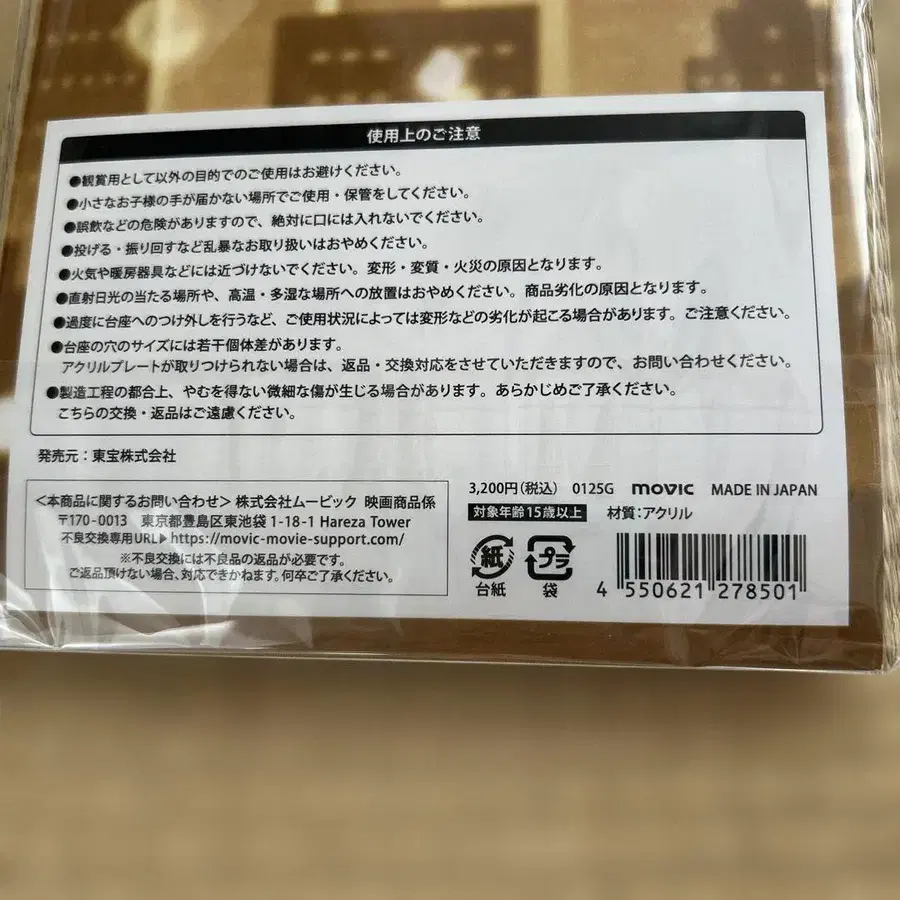 使用上のご注意
●観賞用として以外の目的でのご使用はお避けください。
●小さなお子様の手が届かない場所でご使用・保管をしてください。
●誤飲などの危険がありますので、絶対に口には入れないでください。
●投げる・振り回すなど乱暴なお取り扱いはおやめください。
●火気や暖房器具などには近づけないでください。変形・変質・火災の原因となります。
●直射日光の当たる場所や、高温・多湿な場所への放置はおやめください。商品劣化の原因となります。
●過度に台座へのつけ外しを行うなど、ご使用状況によっては変形などの劣化が起こる場合があります。ご注意ください。
●台座の穴のサイズには若干個体差があります。
アクリルプレートが取りつけられない場合は、返品・交換対応をさせていただきますので、お問い合わせください。
●製造工程の都合上、やむを得ない微細な傷が生じる場合があります。あらかじめご了承ください。
こちらの交換・返品はご遠慮ください。
発売元：東宝株式会社
＜本商品に関するお問い合わせ＞ 株式会社ムービック 映画商品係
〒170-0013 東京都豊島区東池袋 1-18-1 Hareza Tower
不良交換専用URL▶https://movic-movie-support.com/
※不良交換には不良品の返品が必要です。
ご返品頂けない場合、対応できかねます。何卒ご了承ください。
3,200円（税込） 0125G movic MADE IN JAPAN
対象年齢15歳以上 材質：アクリル
紙 プラ
台紙 袋
4 550621 278501